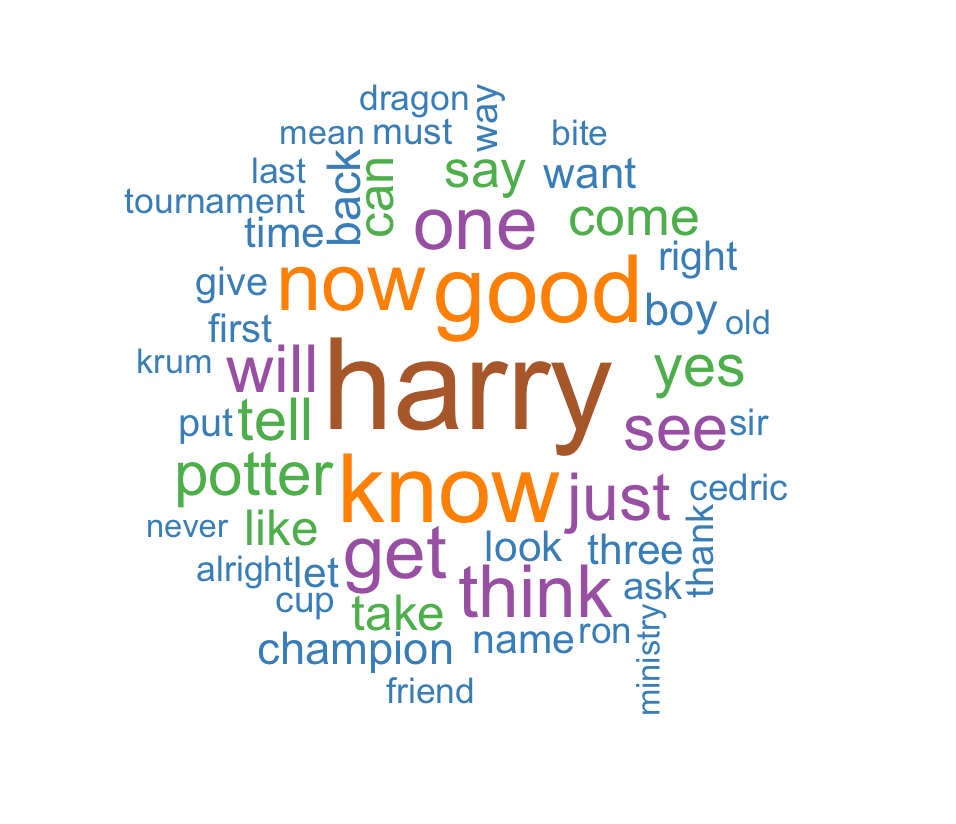 dragon
way
mean must
bite
last
back
can
say
want
tournament
time
one
come
right
give
now
good
boy
old
first
harry
krum
will
yes
put
tell
see
sir
potter
know
just
cedric
never
like
get
look
three
thank
alright
let
think
ask
cup
take
champion
name
ron
ministry
friend